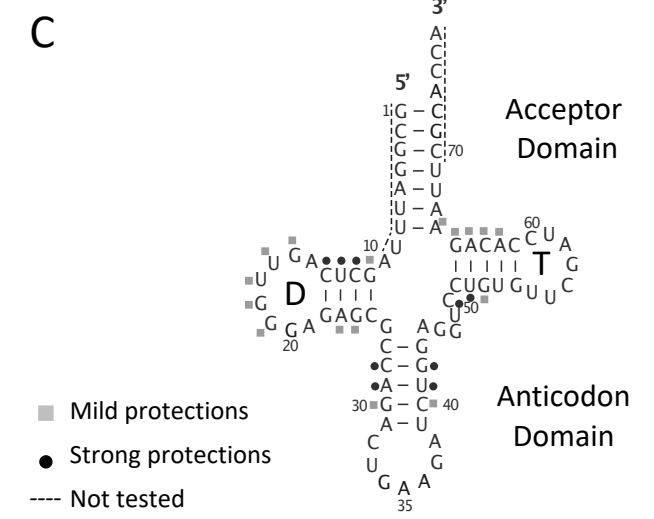 C
3'
A
C
C
A
5'
1 G – C
C – G
G – C 70
G – U
A – U
U – A
U – A
U
Acceptor
Domain
10
U U G A C U C G A
G
G G A G A G C G
20
D
G A C A C C C U A
60
G
C
T
C U G U G U U
C
50
U
A G G G
C – G
C – G
A – U
30 G – C 40
A – U
C A
U G
G A A
35
Anticodon
Domain
Mild protections
Strong protections
---- Not tested